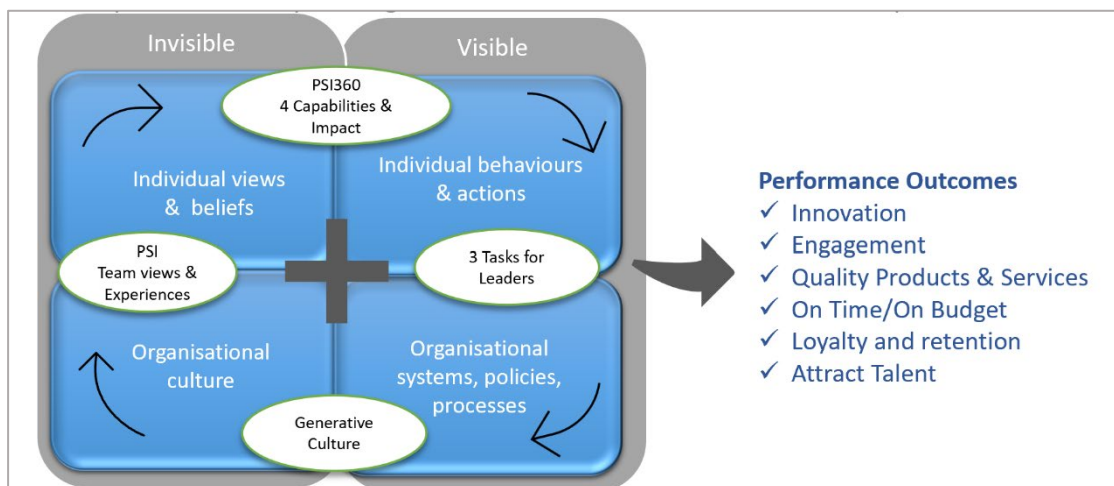 Invisible
Visible
PSI360
4 Capabilities &
Impact
Individual views
& beliefs
Individual behaviours
& actions
PSI
Team views &
Experiences
3 Tasks for
Leaders
Organisational
culture
Organisational
systems, policies,
processes
Generative
Culture
Performance Outcomes
✓ Innovation
✓ Engagement
✓ Quality Products & Services
✓ On Time/On Budget
✓ Loyalty and retention
✓ Attract Talent